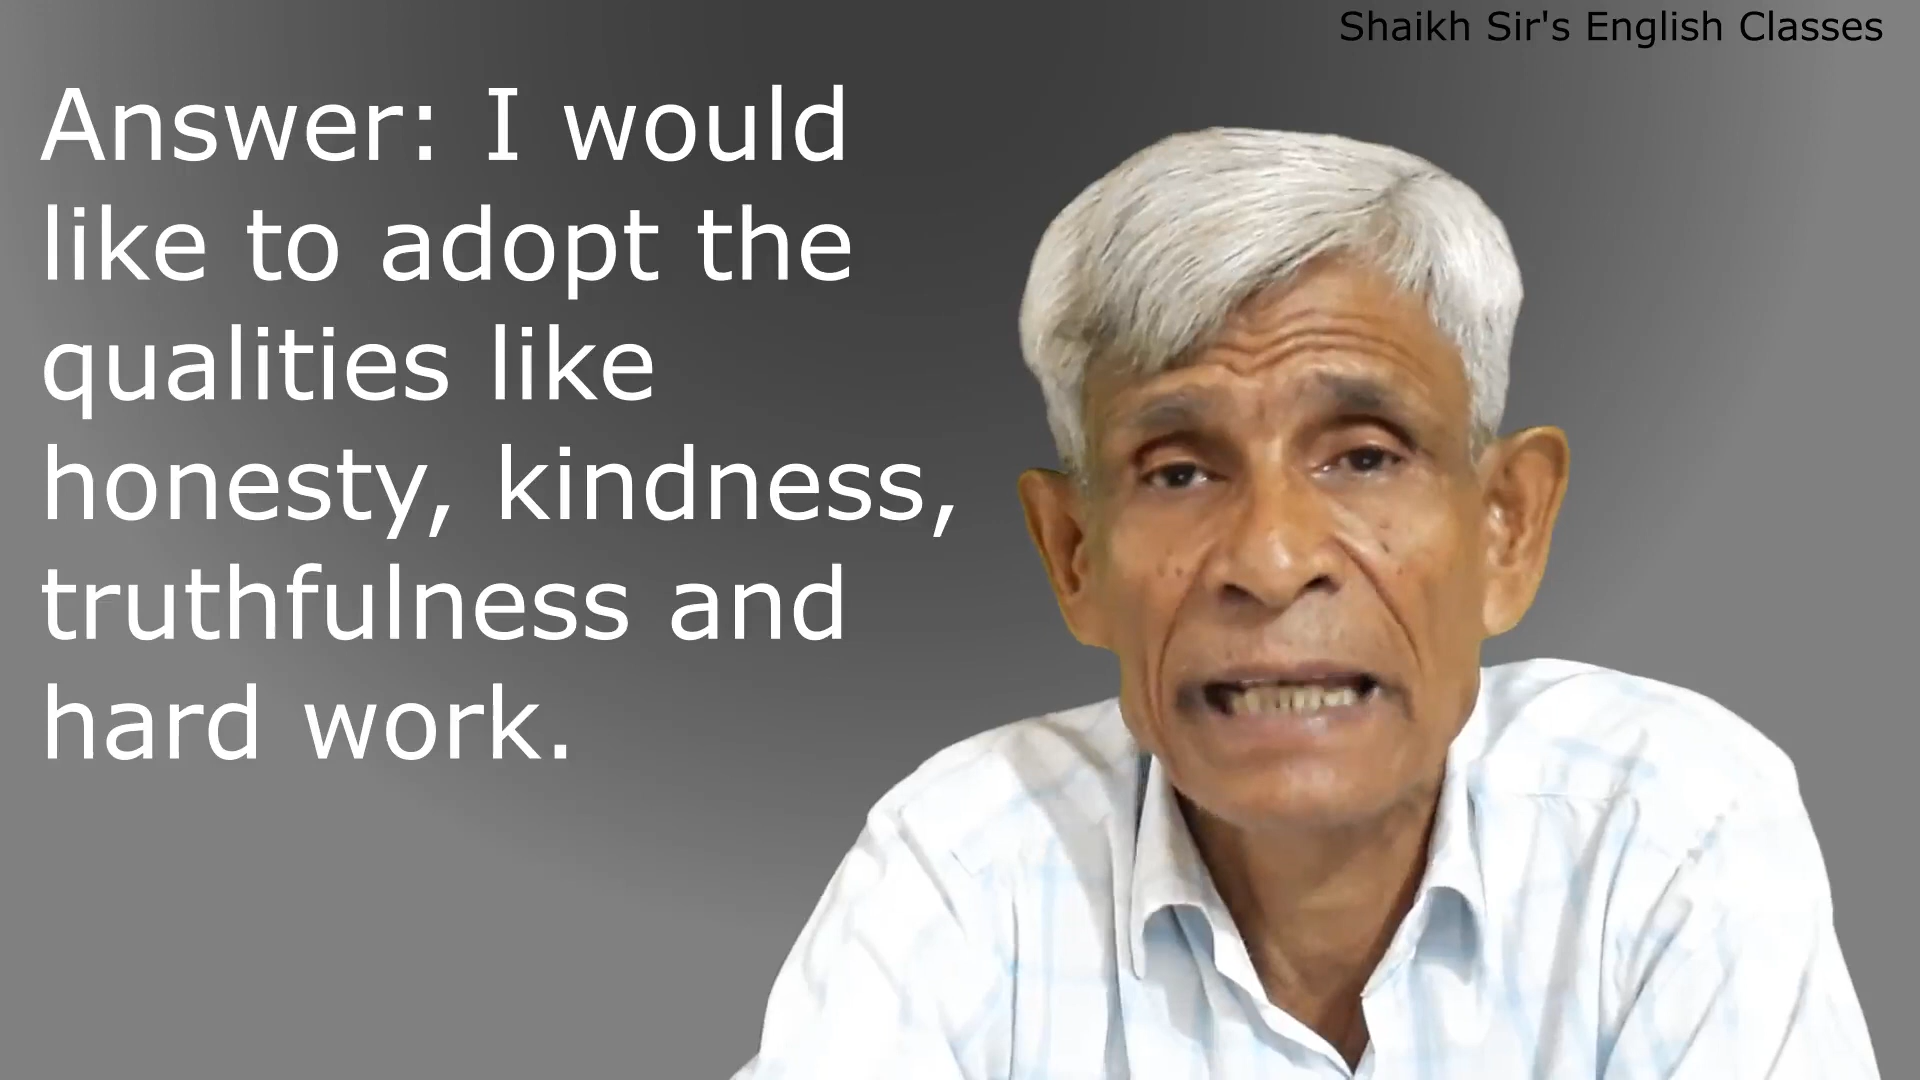 Shaikh Sir's English Classes
Answer: I would
like to adopt the
qualities like
honesty, kindness,
truthfulness and
hard work.